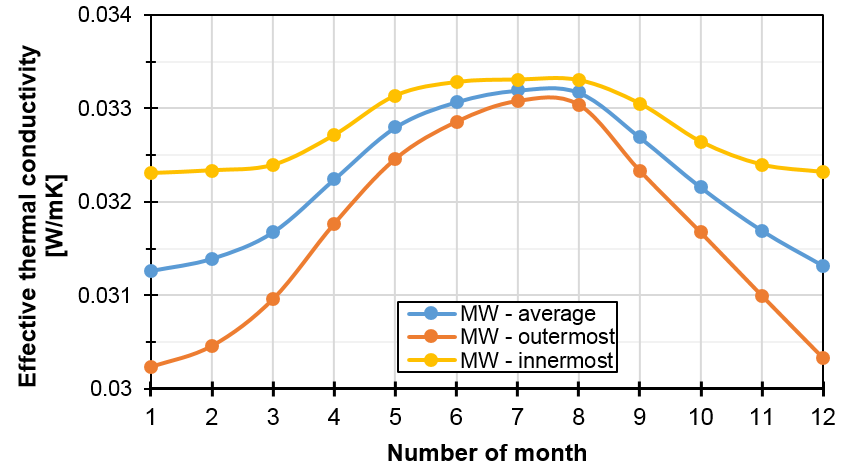 Effective thermal conductivity
[W/mK]
0.034
0.033
0.032
0.031
0.03
MW - average
MW - outermost
MW - innermost
1 2 3 4 5 6 7 8 9 10 11 12
Number of month